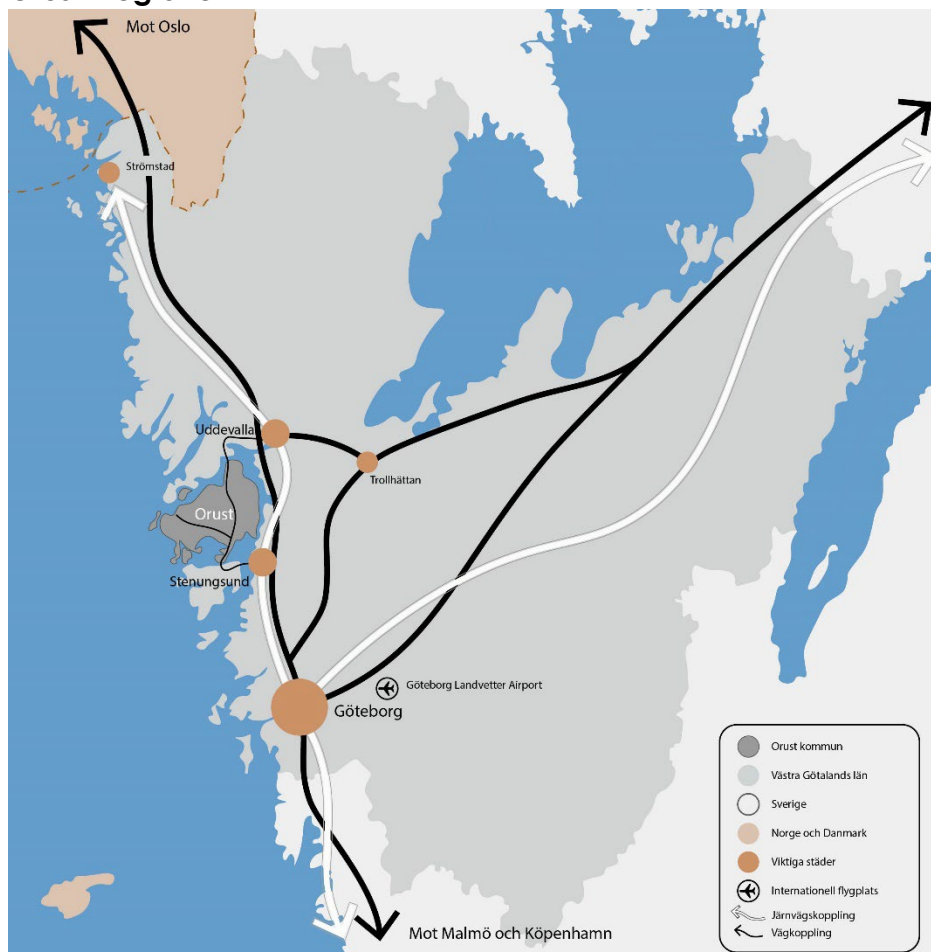 Mot Oslo
Strömstad
Uddevalla
Trollhättan
Orust
Stenungsund
Göteborg Landvetter Airport
Göteborg
Mot Malmö och Köpenhamn
Orust kommun
Västra Götalands län
Sverige
Norge och Danmark
Viktiga städer
Internationell flygplats
Järnvägskoppling
Vägkoppling